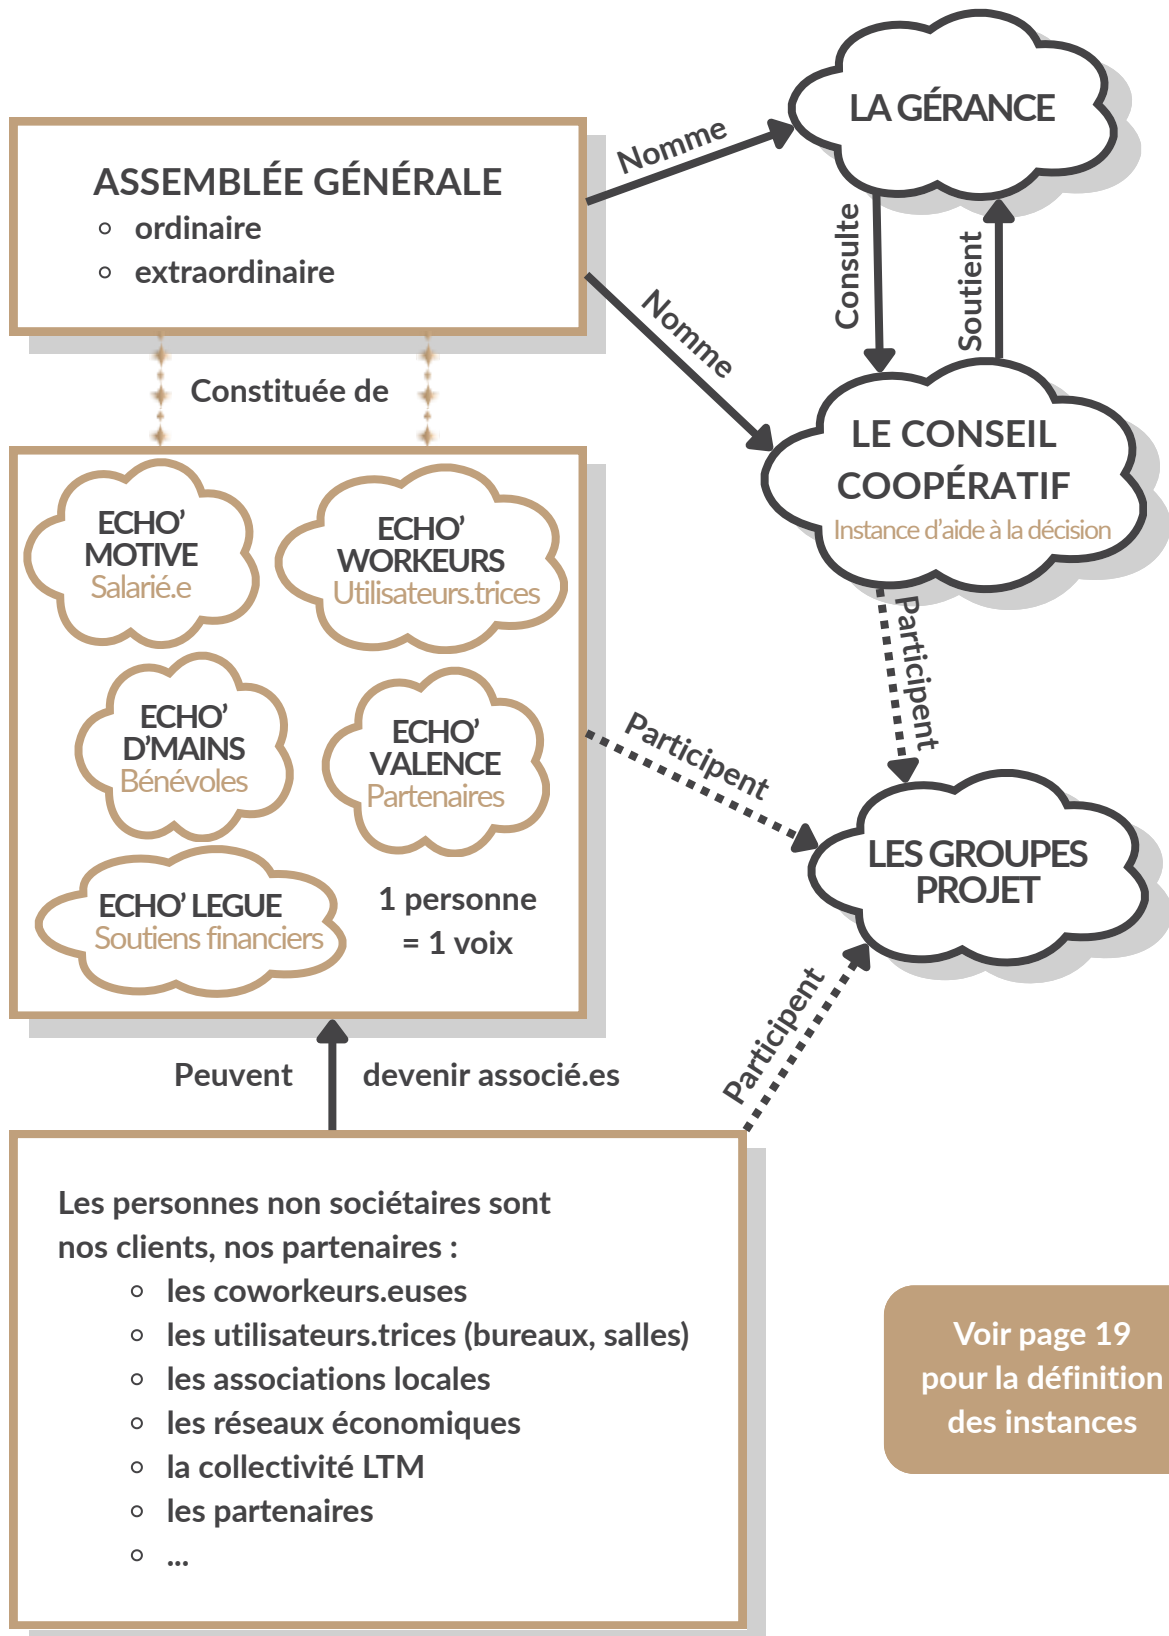 LA GÉRANCE
Nomme
ASSEMBLÉE GÉNÉRALE
ordinaire
extraordinaire
Consulte
Soutient
Nomme
Constituée de
LE CONSEIL
COOPÉRATIF
Instance d’aide à la décision
ECHO’
MOTIVE
Salarié.e
ECHO’
WORKEURS
Utilisateurs.trices
Participent
ECHO’
D’MAINS
Bénévoles
ECHO’
VALENCE
Partenaires
Participent
LES GROUPES
PROJET
ECHO’ LEGUE
Soutiens financiers
1 personne
= 1 voix
Participent
Peuvent devenir associé.es
Les personnes non sociétaires sont
nos clients, nos partenaires :
les coworkeurs.euses
les utilisateurs.trices (bureaux, salles)
les associations locales
les réseaux économiques
la collectivité LTM
les partenaires
...
Voir page 19
pour la définition
des instances